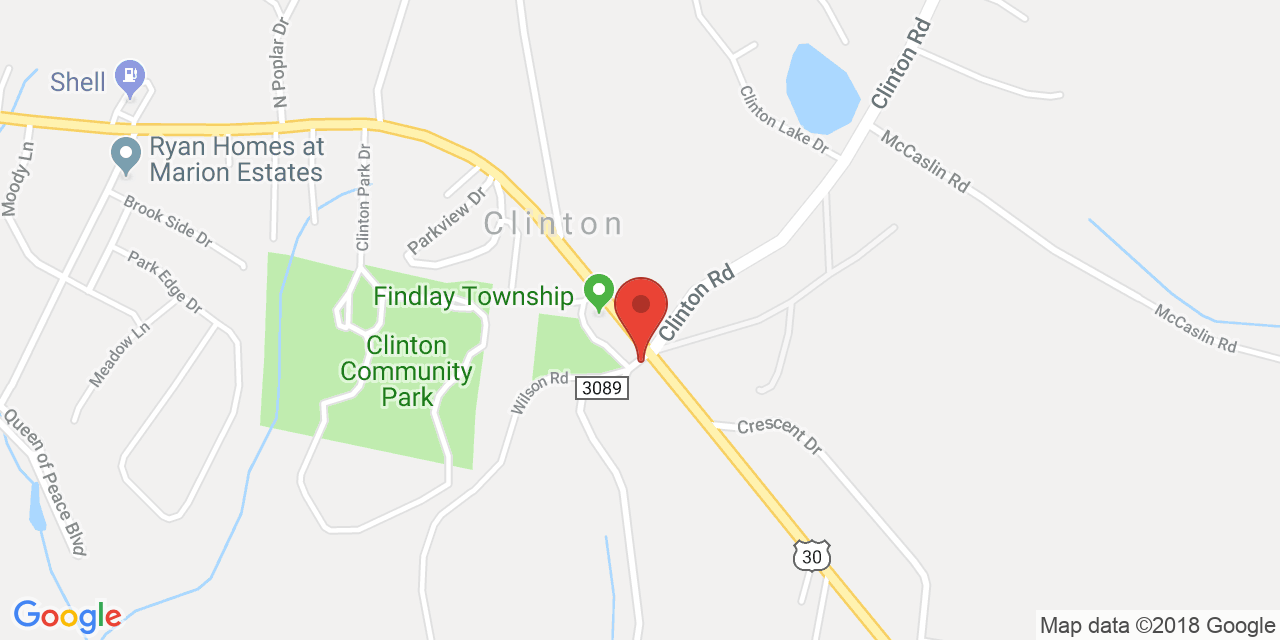 Clinton Rd
N Poplar Dr
Shell
Clinton Lake Dr
McCaslin Rd
Ryan Homes at
Marion Estates
Moody Ln
Clinton Park Dr
Brook Side Dr
Parkview Dr
Clinton
Park Edge Dr
Findlay Township
Clinton Rd
McCaslin Rd
Meadow Ln
Clinton
Community
Park
Wilson Rd
3089
Crescent Dr
Queen of Peace Blvd
30
Google
Map data ©2018 Google